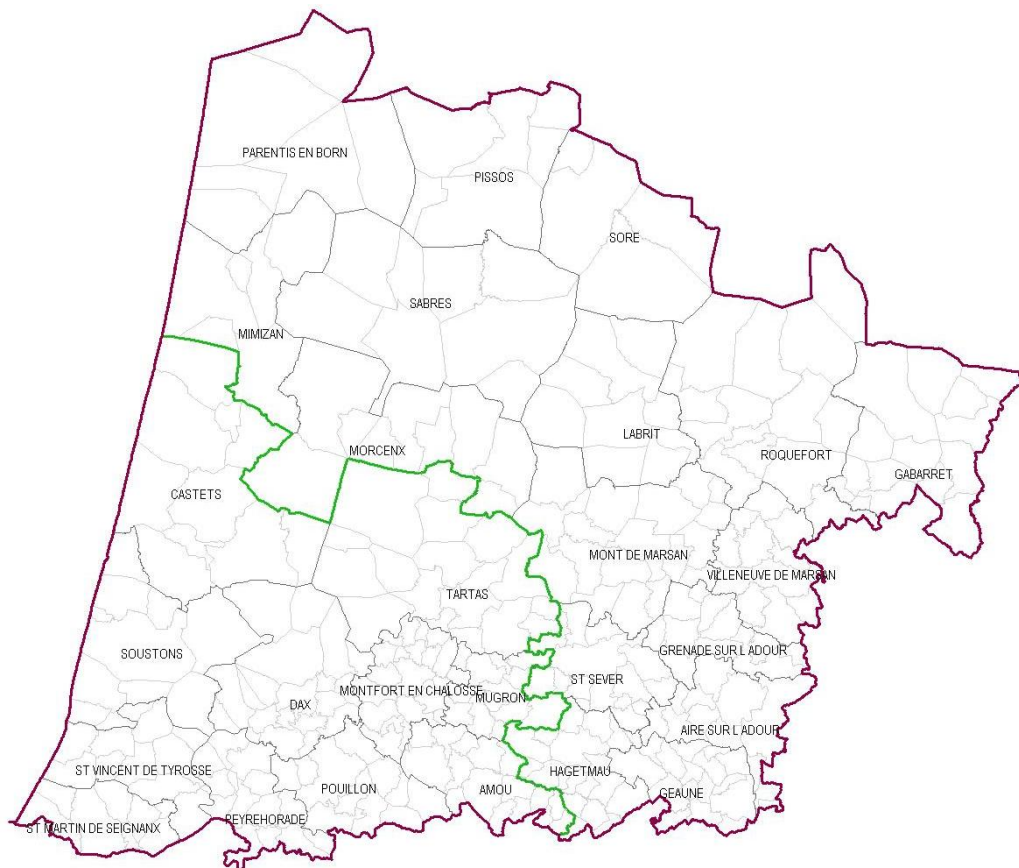 PARENTIS EN BORN
PISSOS
SORE
SABRES
MIMIZAN
LABRIT
MORCENX
ROQUEFORT
GABARRET
CASTETS
MONT DE MARSAN
VILLENEUVE DE MARSAN
TARTAS
SOUSTONS
GRENADE SUR L ADOUR
ST SEVER
MONTFORT EN CHALOSSE
MUGRON
DAX
AIRE SUR L ADOUR
ST VINCENT DE TYROSSE
HAGETMAU
POUILLON
AMOU
GEAUNE
PEYREHORADE
ST MARTIN DE SEIGNANX